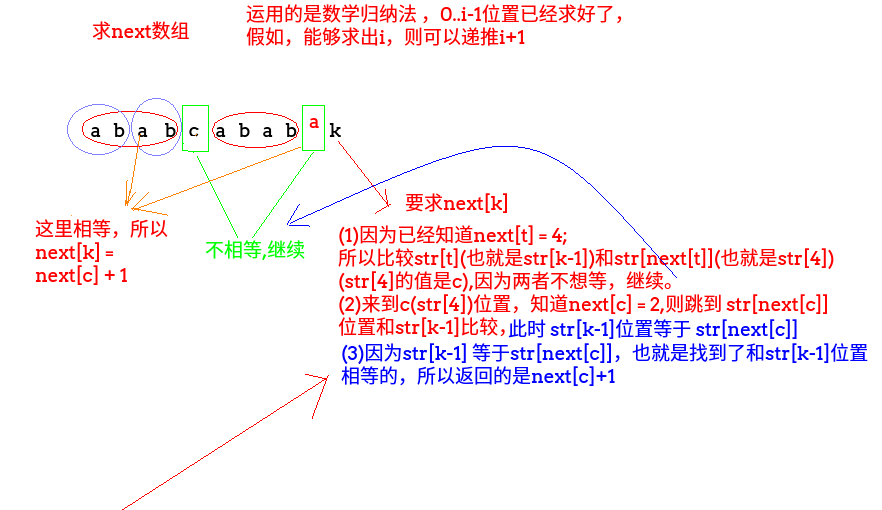 求next数组
运用的是数学归纳法 ，0..i-1位置已经求好了，
假如，能够求出i，则可以递推i+1
a b a b c a b a b a k
这里相等，所以
next[k] =
next[c] + 1
不相等,继续
要求next[k]
(1)因为已经知道next[t] = 4;
所以比较str[t](也就是str[k-1])和str[next[t]](也就是str[4])
(str[4]的值是c),因为两者不想等，继续。
(2)来到c(str[4])位置，知道next[c] = 2,则跳到 str[next[c]]
位置和str[k-1]比较，此时 str[k-1]位置等于 str[next[c]]
(3)因为str[k-1] 等于str[next[c]]，也就是找到了和str[k-1]位置
相等的，所以返回的是next[c]+1